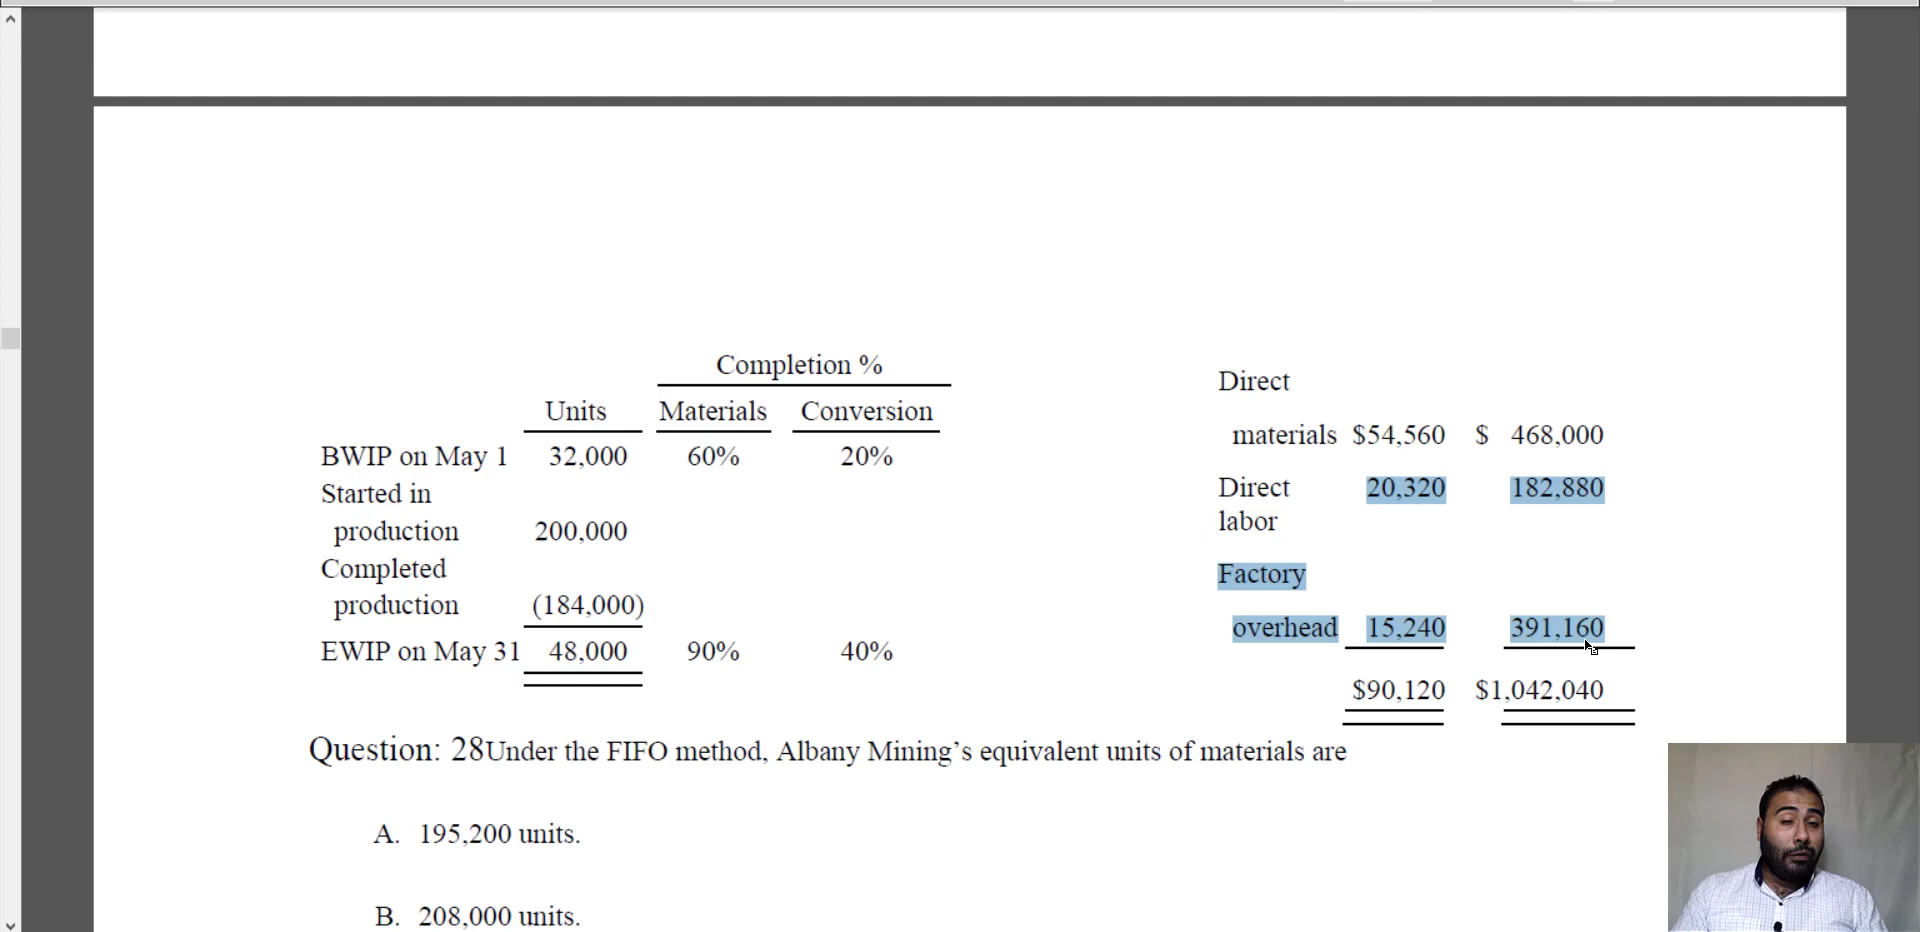 Completion %
Units Materials Conversion
BWIP on May 1 32,000 60% 20%
Started in
production 200,000
Completed
production (184,000)
EWIP on May 31 48,000 90% 40%
Direct
materials $54,560 $ 468,000
Direct 20,320 182,880
labor
Factory
overhead 15,240 391,160
$90,120 $1,042,040
Question: 28Under the FIFO method, Albany Mining’s equivalent units of materials are
A. 195,200 units.
B. 208,000 units.